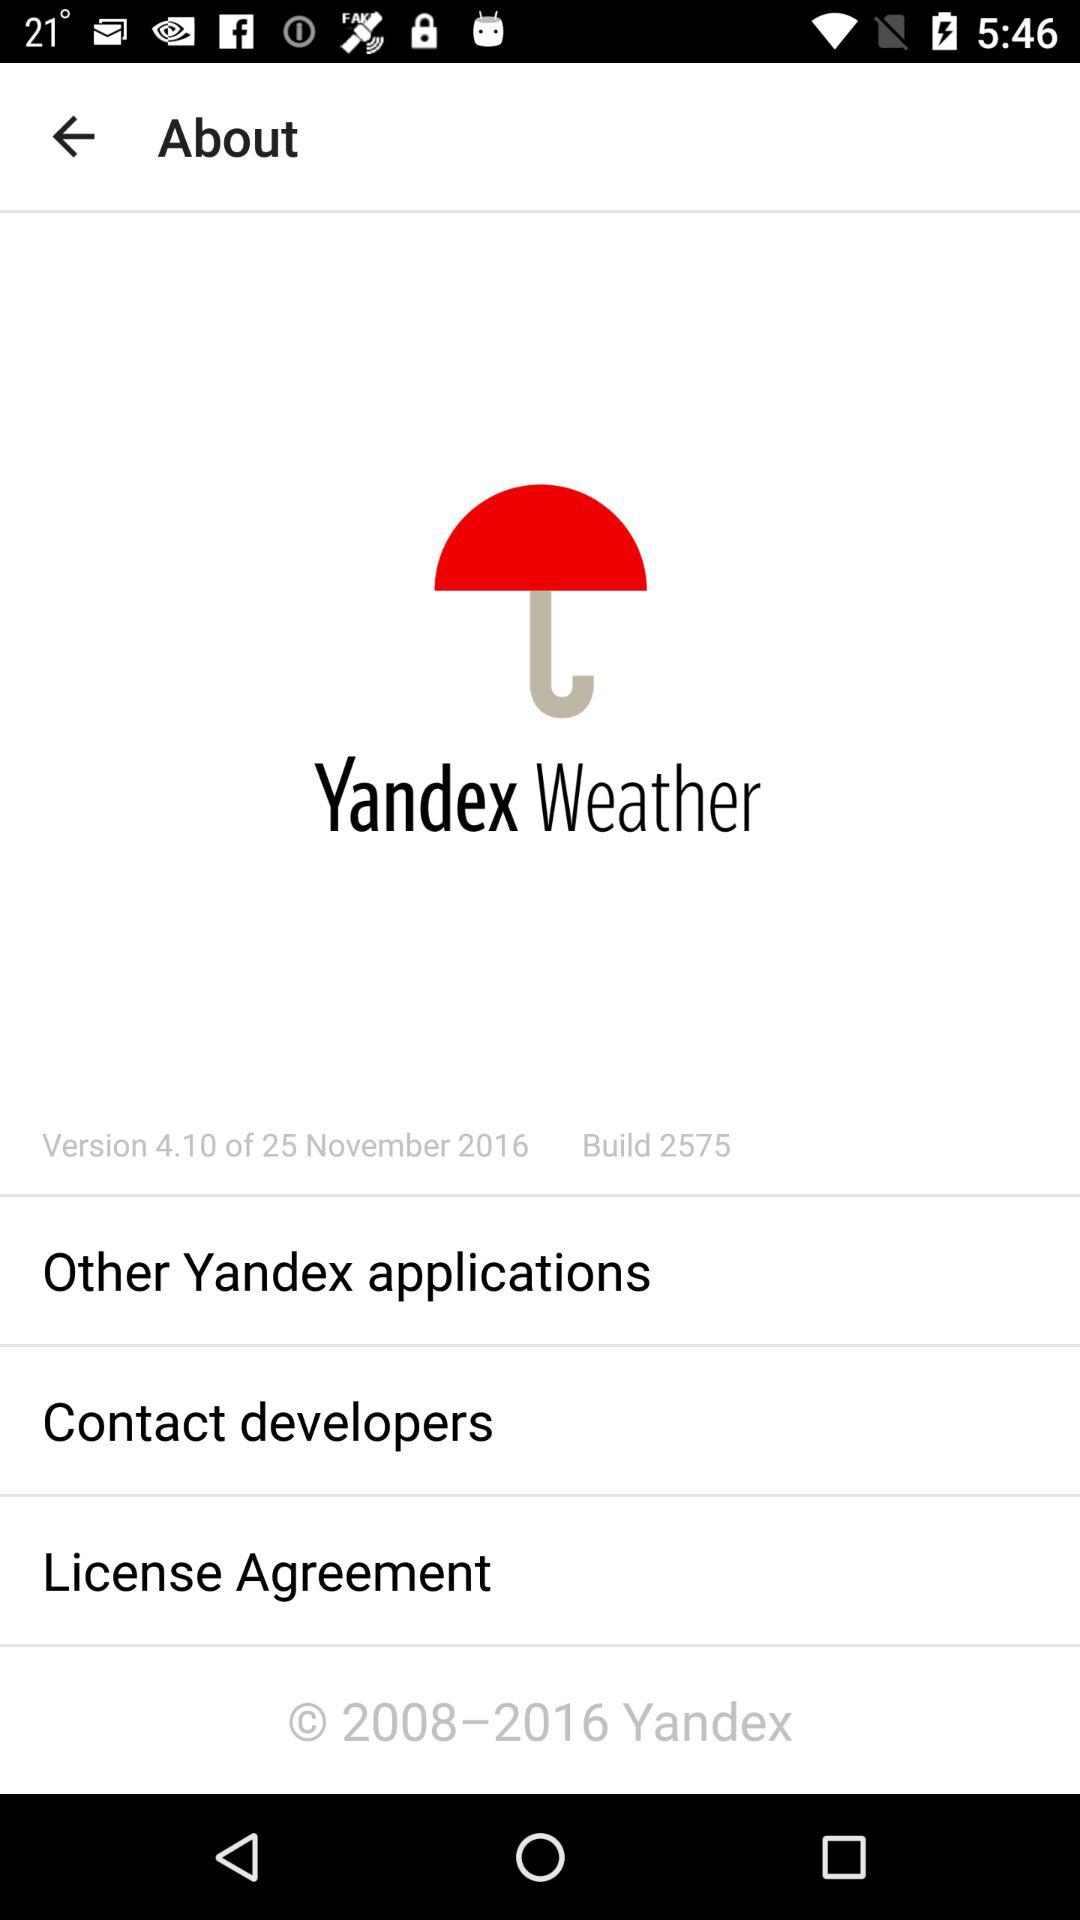 21°
FAKE
5:46
About
Yandex Weather
Version 4.10 of 25 November 2016 Build 2575
Other Yandex applications
Contact developers
License Agreement
© 2008–2016 Yandex